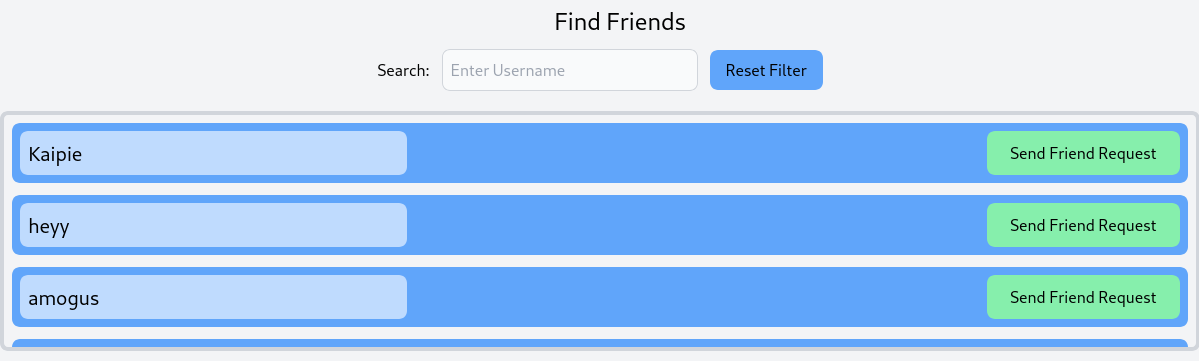 Find Friends
Search: Enter Username Reset Filter
Kaipie Send Friend Request
heyy Send Friend Request
amogus Send Friend Request